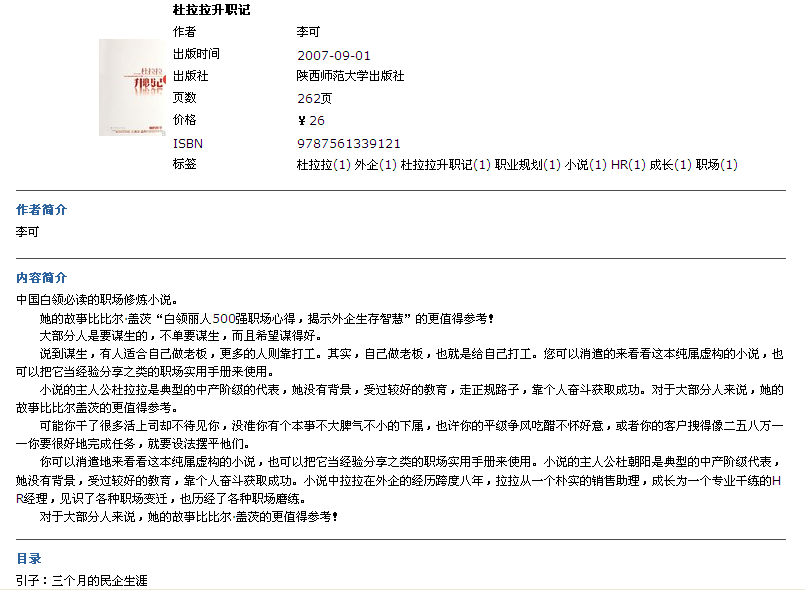 杜拉拉升职记
作者 李可
出版时间 2007-09-01
出版社 陕西师范大学出版社
页数 262页
价格 ¥ 26
ISBN 9787561339121
标签 杜拉拉(1) 外企(1) 杜拉拉升职记(1) 职业规划(1) 小说(1) HR(1) 成长(1) 职场(1)
杜拉拉
升职记
作者简介
李可
内容简介
中国白领必读的职场修炼小说。
她的故事比比尔·盖茨“白领丽人500强职场心得，揭示外企生存智慧”的更值得参考！
大部分人是要谋生的，不单要谋生，而且希望谋得好。
说到谋生，有人适合自己做老板，更多的人则靠打工。其实，自己做老板，也就是给自己打工。您可以消遣的来看看这本纯属虚构的小说，也
可以把它当经验分享之类的职场实用手册来使用。
小说的主人公杜拉拉是典型的中产阶级的代表，她没有背景，受过较好的教育，走正规路子，靠个人奋斗获取成功。对于大部分人来说，她的
故事比比尔盖茨的更值得参考。
可能你干了很多活上司却不待见你，没准你有个本事不大脾气不小的下属，也许你的平级争风吃醋不怀好意，或者你的客户拽得像二五八万一
一你要很好地完成任务，就要设法摆平他们。
你可以消遣地来看看这本纯属虚构的小说，也可以把它当经验分享之类的职场实用手册来使用。小说的主人公杜朝阳是典型的中产阶级代表，
她没有背景，受过较好的教育，靠个人奋斗获取成功。小说中拉拉在外企的经历跨度八年，拉拉从一个朴实的销售助理，成长为一个专业干练的H
R经理，见识了各种职场变迁，也历经了各种职场磨练。
对于大部分人来说，她的故事比比尔·盖茨的更值得参考！
目录
引子：三个月的民企生涯